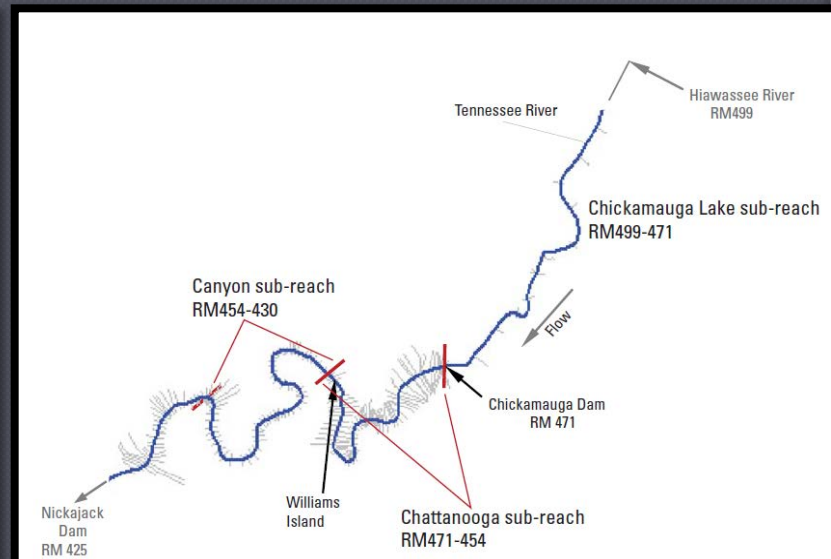 Hiawassee River
RM499
Tennessee River
Chickamauga Lake sub-reach
RM499-471
Canyon sub-reach
RM454-430
Flow
Chickamauga Dam
RM 471
Williams
Island
Chattanooga sub-reach
RM471-454
Nickajack
Dam
RM 425